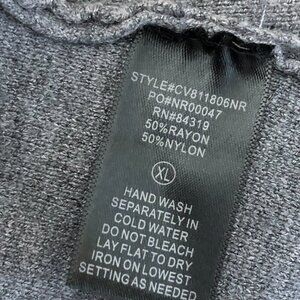 STYLE#CV811806NR
PO#NR00047
RN#84319
50%RAYON
50%NYLON
XL
HAND WASH
SEPARATELY IN
COLD WATER
DO NOT BLEACH
LAY FLAT TO DRY
IRON ON LOWEST
SETTING AS NEEDED